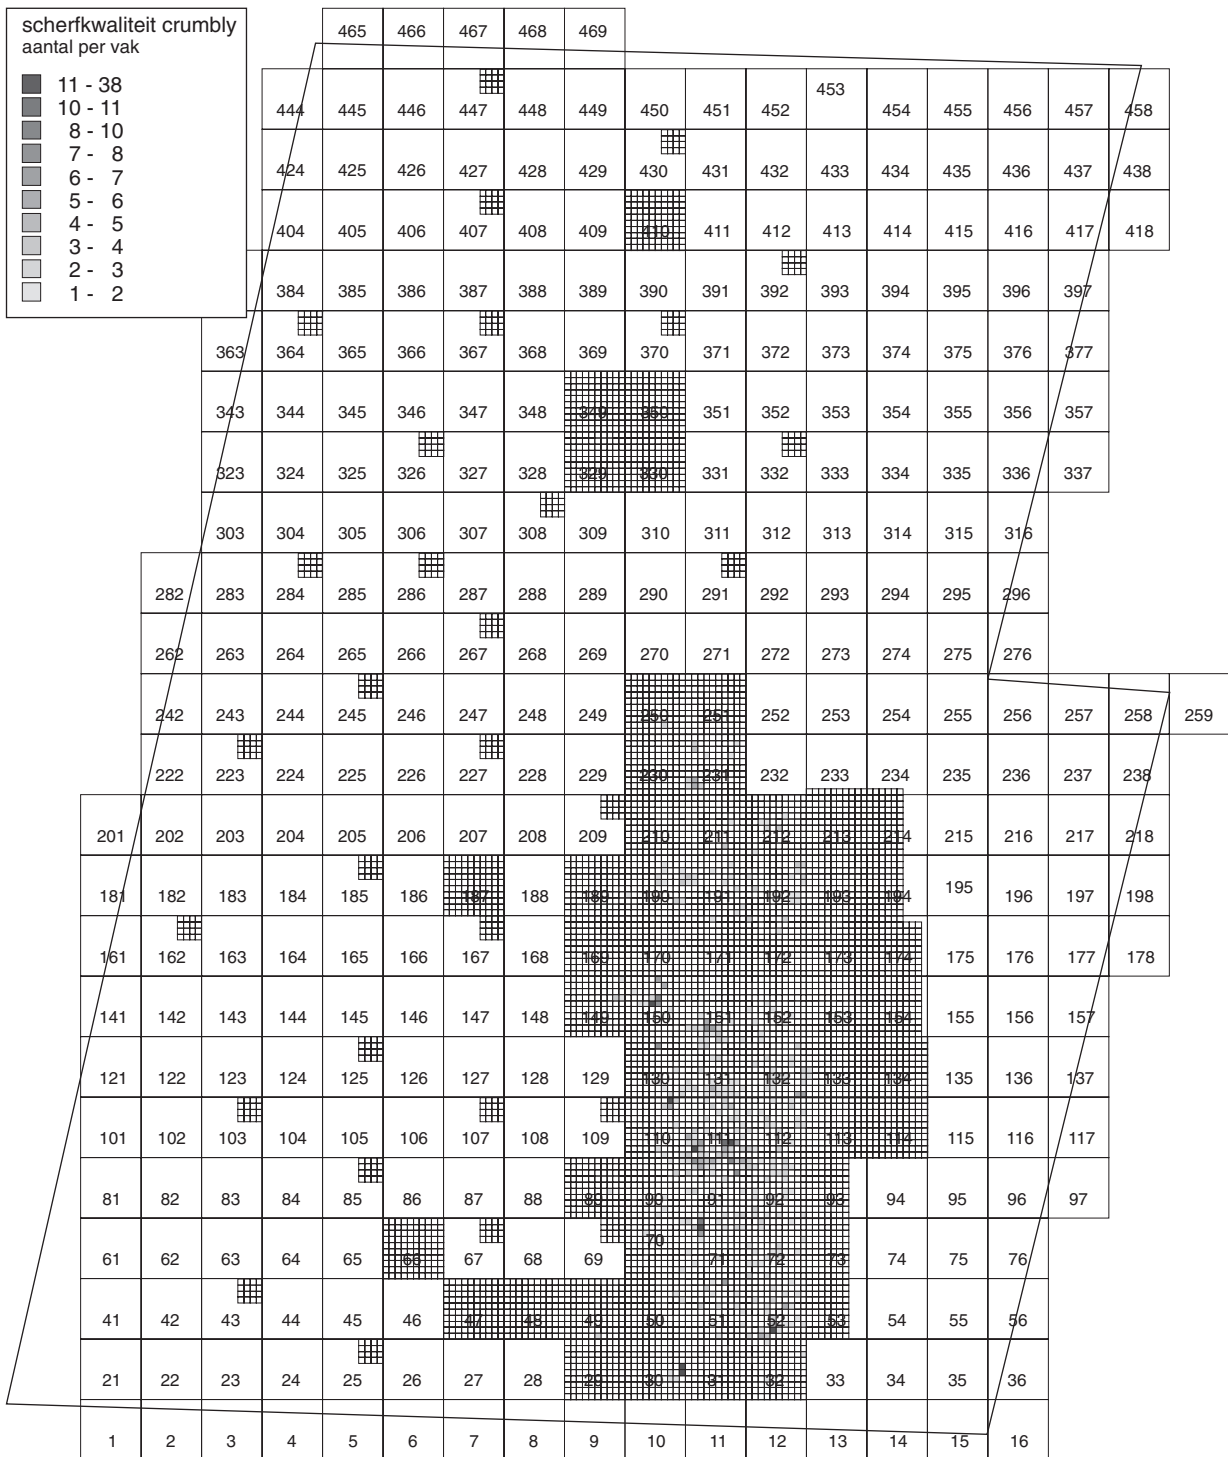 scherfkwaliteit crumbly
aantal per vak
11 - 38
10 - 11
8 - 10
7 - 8
6 - 7
5 - 6
4 - 5
3 - 4
2 - 3
1 - 2
465 466 467 468 469
444 445 446 447 448 449 450 451 452 453 454 455 456 457 458
424 425 426 427 428 429 430 431 432 433 434 435 436 437 438
404 405 406 407 408 409 410 411 412 413 414 415 416 417 418
384 385 386 387 388 389 390 391 392 393 394 395 396 397
363 364 365 366 367 368 369 370 371 372 373 374 375 376 377
343 344 345 346 347 348 349 350 351 352 353 354 355 356 357
323 324 325 326 327 328 329 330 331 332 333 334 335 336 337
303 304 305 306 307 308 309 310 311 312 313 314 315 316
282 283 284 285 286 287 288 289 290 291 292 293 294 295 296
262 263 264 265 266 267 268 269 270 271 272 273 274 275 276
242 243 244 245 246 247 248 249 250 251 252 253 254 255 256 257 258 259
222 223 224 225 226 227 228 229 230 231 232 233 234 235 236 237 238
201 202 203 204 205 206 207 208 209 210 211 212 213 214 215 216 217 218
181 182 183 184 185 186 187 188 189 190 191 192 193 194 195 196 197 198
161 162 163 164 165 166 167 168 169 170 171 172 173 174 175 176 177 178
141 142 143 144 145 146 147 148 149 150 151 152 153 154 155 156 157
121 122 123 124 125 126 127 128 129 130 131 132 133 134 135 136 137
101 102 103 104 105 106 107 108 109 110 111 112 113 114 115 116 117
81 82 83 84 85 86 87 88 89 90 91 92 93 94 95 96 97
61 62 63 64 65 66 67 68 69 70 71 72 73 74 75 76
41 42 43 44 45 46 47 48 49 50 51 52 53 54 55 56
21 22 23 24 25 26 27 28 29 30 31 32 33 34 35 36
1 2 3 4 5 6 7 8 9 10 11 12 13 14 15 16